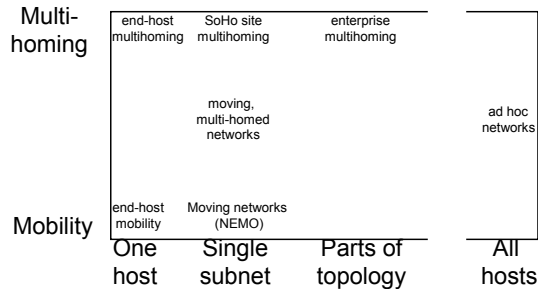 Multi-
homing
end-host
multihoming
SoHo site
multihoming
enterprise
multihoming
moving,
multi-homed
networks
ad hoc
networks
Mobility
end-host
mobility
Moving networks
(NEMO)
One
host
Single
subnet
Parts of
topology
All
hosts